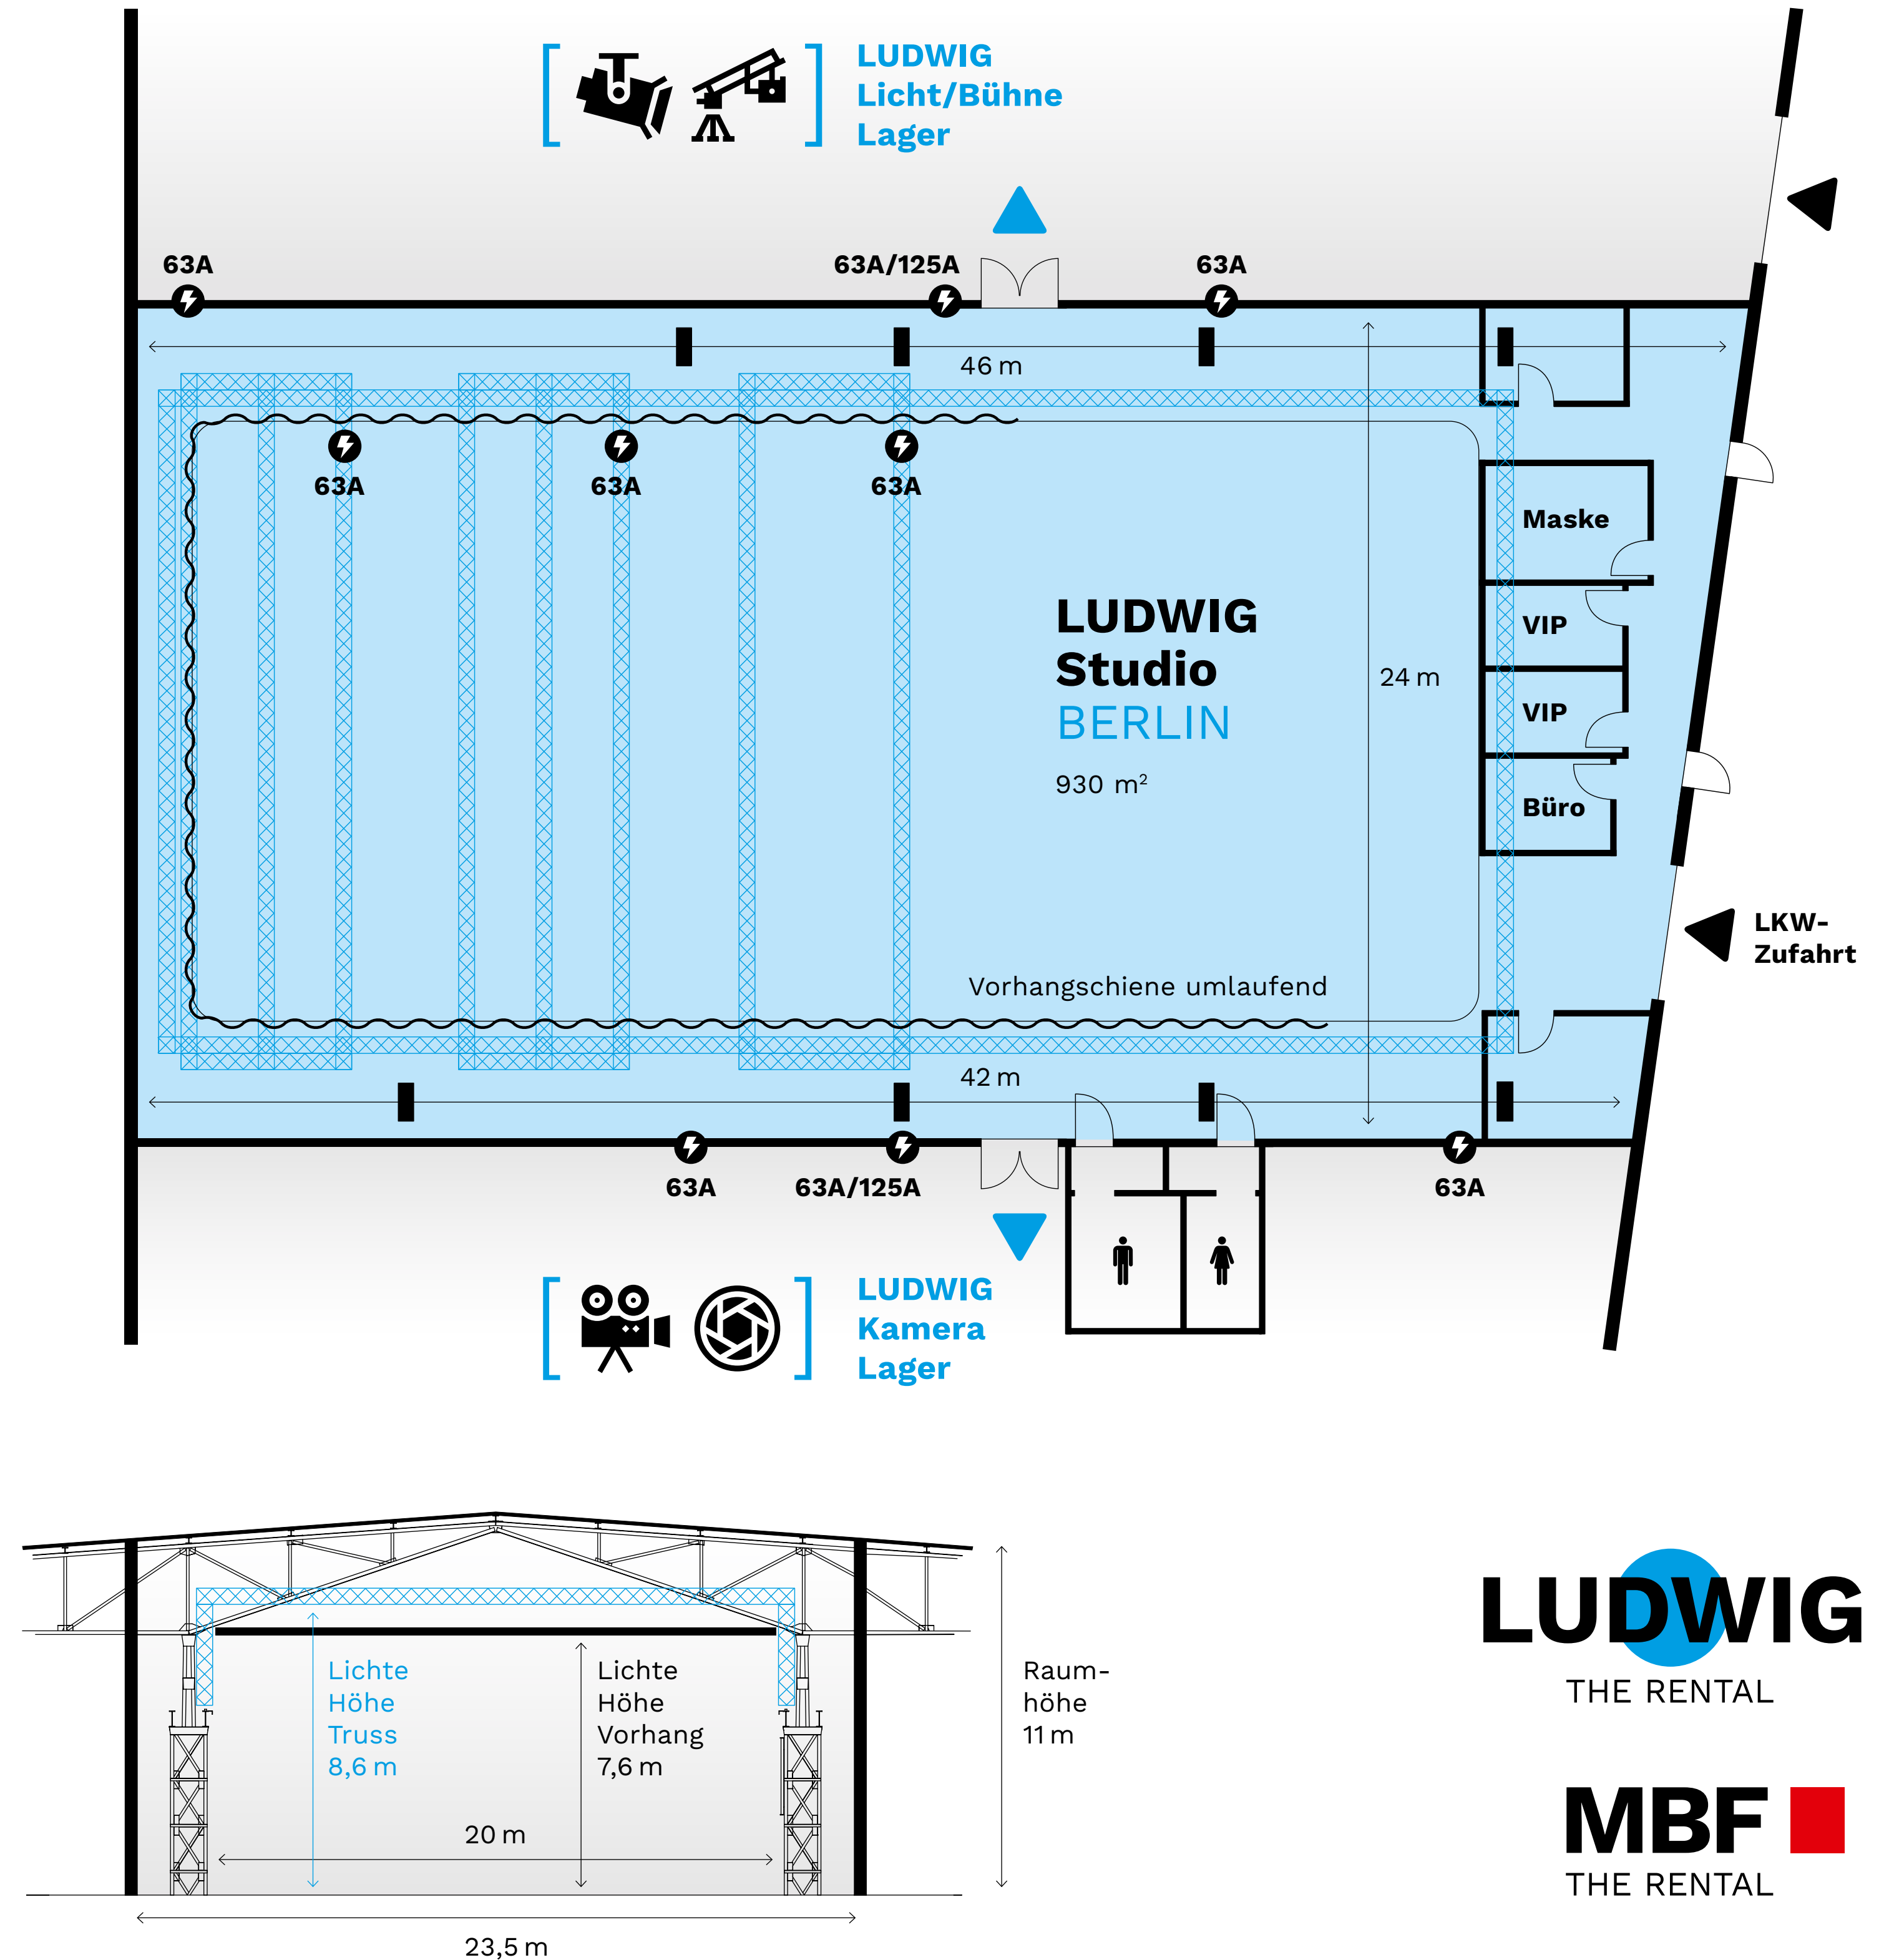 LUDWIG
Licht/Bühne
Lager
63A
63A/125A
63A
46 m
63A
63A
63A
Maske
VIP
VIP
Büro
LUDWIG
Studio
BERLIN
930 m²
24 m
LKW-
Zufahrt
Vorhangschiene umlaufend
42 m
63A
63A/125A
63A
LUDWIG
Kamera
Lager
Lichte
Höhe
Truss
8,6 m
Lichte
Höhe
Vorhang
7,6 m
Raum-
höhe
11 m
20 m
23,5 m
LUDWIG
THE RENTAL
MBF
THE RENTAL